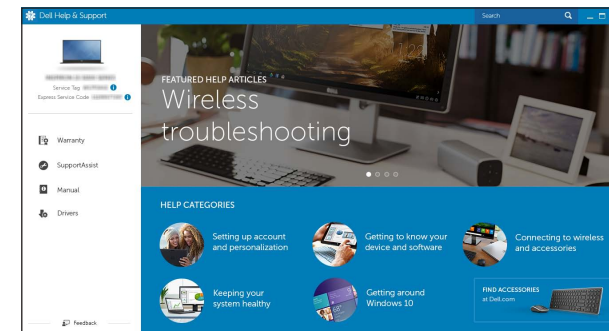 Dell Help & Support
Search
Service Tag
Express Service Code
Warranty
SupportAssist
Manual
Drivers
Feedback
FEATURED HELP ARTICLES
Wireless
troubleshooting
HELP CATEGORIES
Setting up account
and personalization
Getting to know your
device and software
Connecting to wireless
and accessories
Keeping your
system healthy
Getting around
Windows 10
FIND ACCESSORIES
at Dell.com